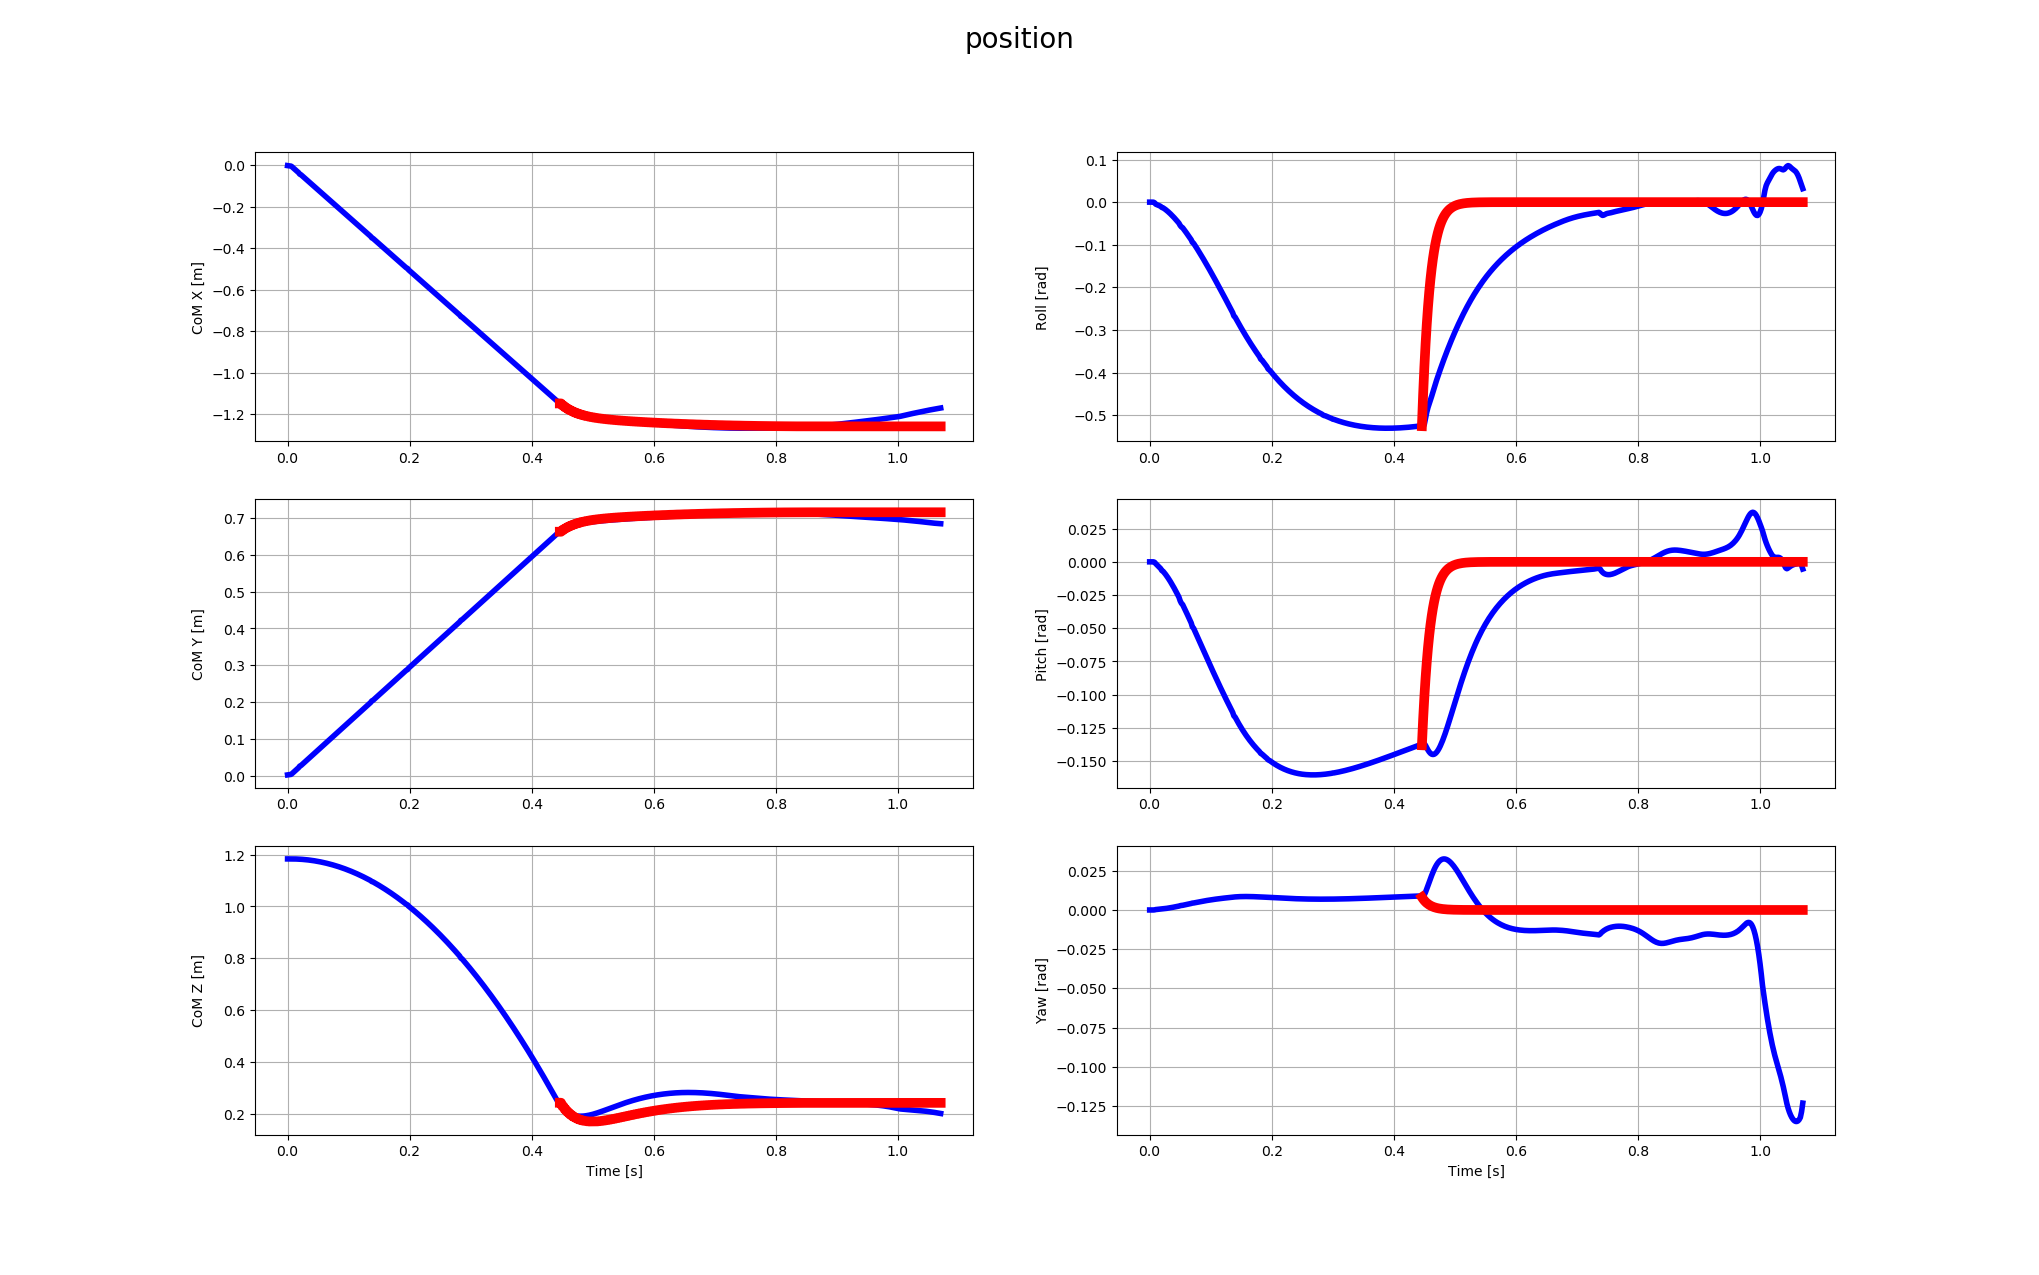 position
CoM X [m]
0.0
−0.2
−0.4
−0.6
−0.8
−1.0
−1.2
0.0 0.2 0.4 0.6 0.8 1.0
Roll [rad]
0.1
0.0
−0.1
−0.2
−0.3
−0.4
−0.5
0.0 0.2 0.4 0.6 0.8 1.0
CoM Y [m]
0.7
0.6
0.5
0.4
0.3
0.2
0.1
0.0
0.0 0.2 0.4 0.6 0.8 1.0
Pitch [rad]
0.025
0.000
−0.025
−0.050
−0.075
−0.100
−0.125
−0.150
0.0 0.2 0.4 0.6 0.8 1.0
CoM Z [m]
1.2
1.0
0.8
0.6
0.4
0.2
0.0 0.2 0.4 0.6 0.8 1.0
Time [s]
Yaw [rad]
0.025
0.000
−0.025
−0.050
−0.075
−0.100
−0.125
0.0 0.2 0.4 0.6 0.8 1.0
Time [s]